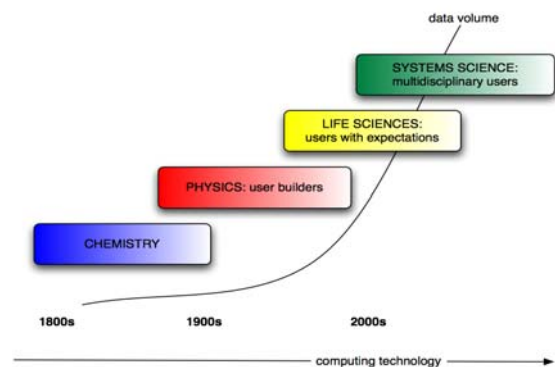 data volume
SYSTEMS SCIENCE:
multidisciplinary users
LIFE SCIENCES:
users with expectations
PHYSICS: user builders
CHEMISTRY
1800s 1900s 2000s
computing technology